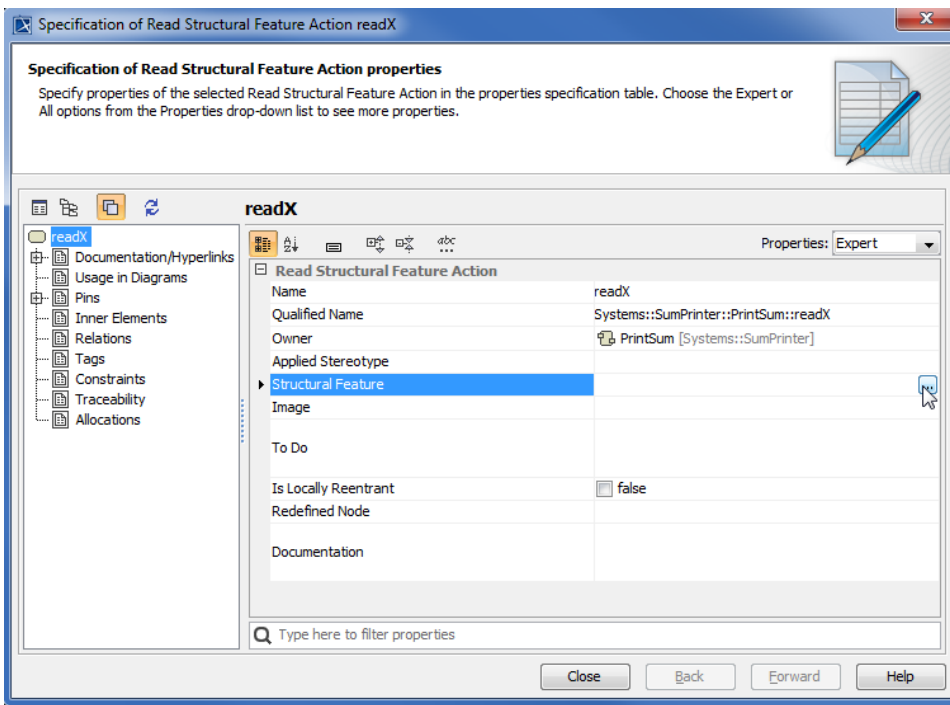 Specification of Read Structural Feature Action readX
Specification of Read Structural Feature Action properties
Specify properties of the selected Read Structural Feature Action in the properties specification table. Choose the Expert or
All options from the Properties drop-down list to see more properties.
readX
Properties: Expert
readX
Documentation/Hyperlinks
Usage in Diagrams
Pins
Inner Elements
Relations
Tags
Constraints
Traceability
Allocations
Read Structural Feature Action
Name readX
Qualified Name Systems::SumPrinter::PrintSum::readX
Owner PrintSum [Systems::SumPrinter]
Applied Stereotype
Structural Feature ...
Image
To Do
Is Locally Reentrant false
Redefined Node
Documentation
Type here to filter properties
Close Back Forward Help